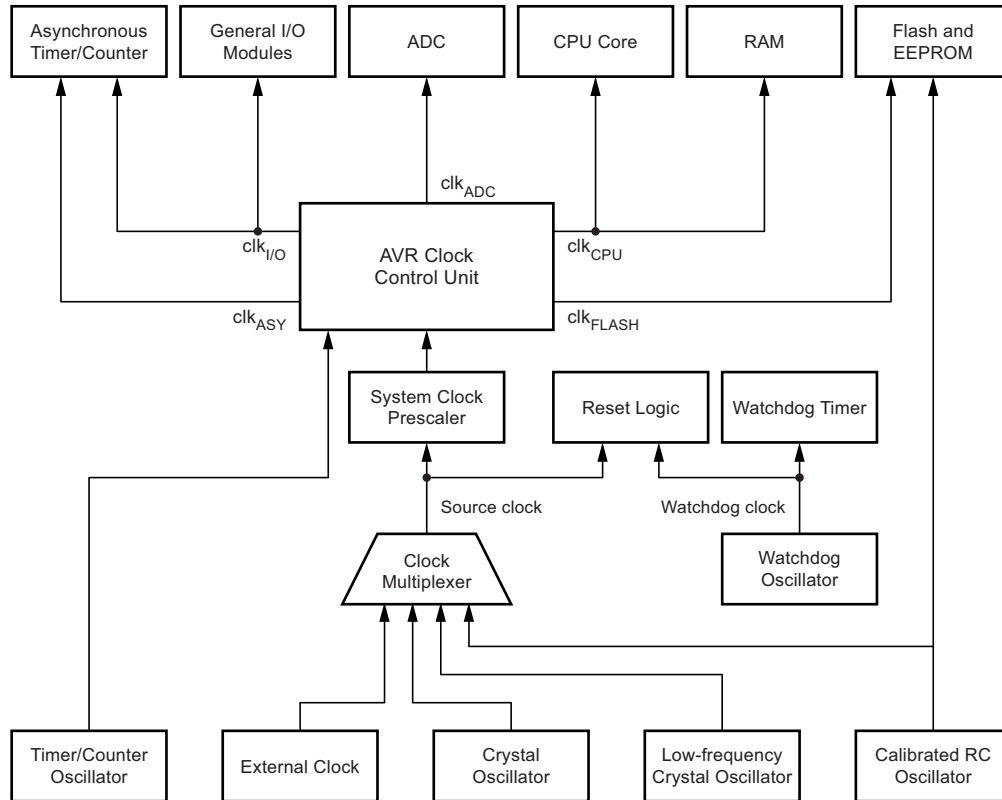 Asynchronous
Timer/Counter
General I/O
Modules
ADC
CPU Core
RAM
Flash and
EEPROM
clkADC
clkI/O
AVR Clock
Control Unit
clkCPU
clkASY
clkFLASH
System Clock
Prescaler
Reset Logic
Watchdog Timer
Source clock
Watchdog clock
Clock
Multiplexer
Watchdog
Oscillator
Timer/Counter
Oscillator
External Clock
Crystal
Oscillator
Low-frequency
Crystal Oscillator
Calibrated RC
Oscillator